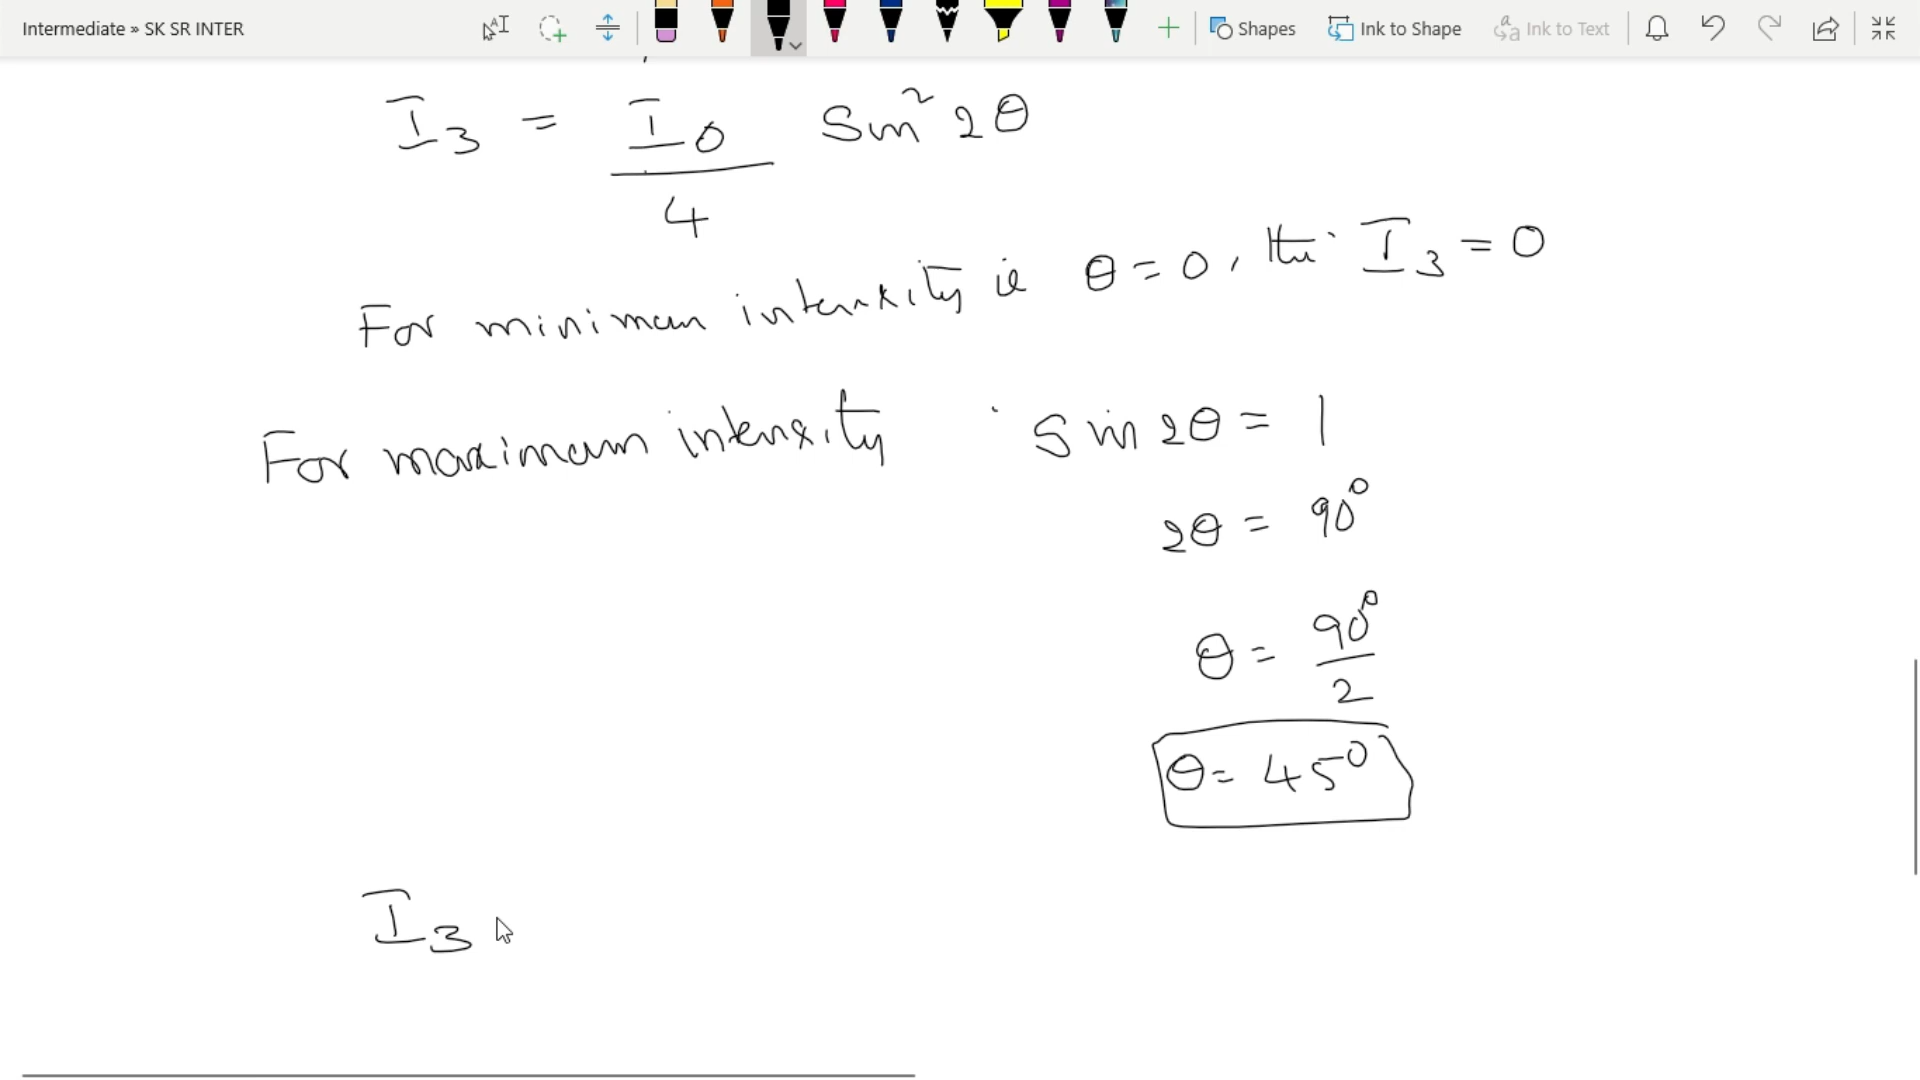 Intermediate » SK SR INTER
Shapes
Ink to Shape
Ink to Text
I₃ = I₀/4 Sin² 2θ
For minimum intensity ie θ = 0, the I₃ = 0
For maximum intensity Sin 2θ = 1
2θ = 90°
θ = 90°/2
θ = 45°
I₃